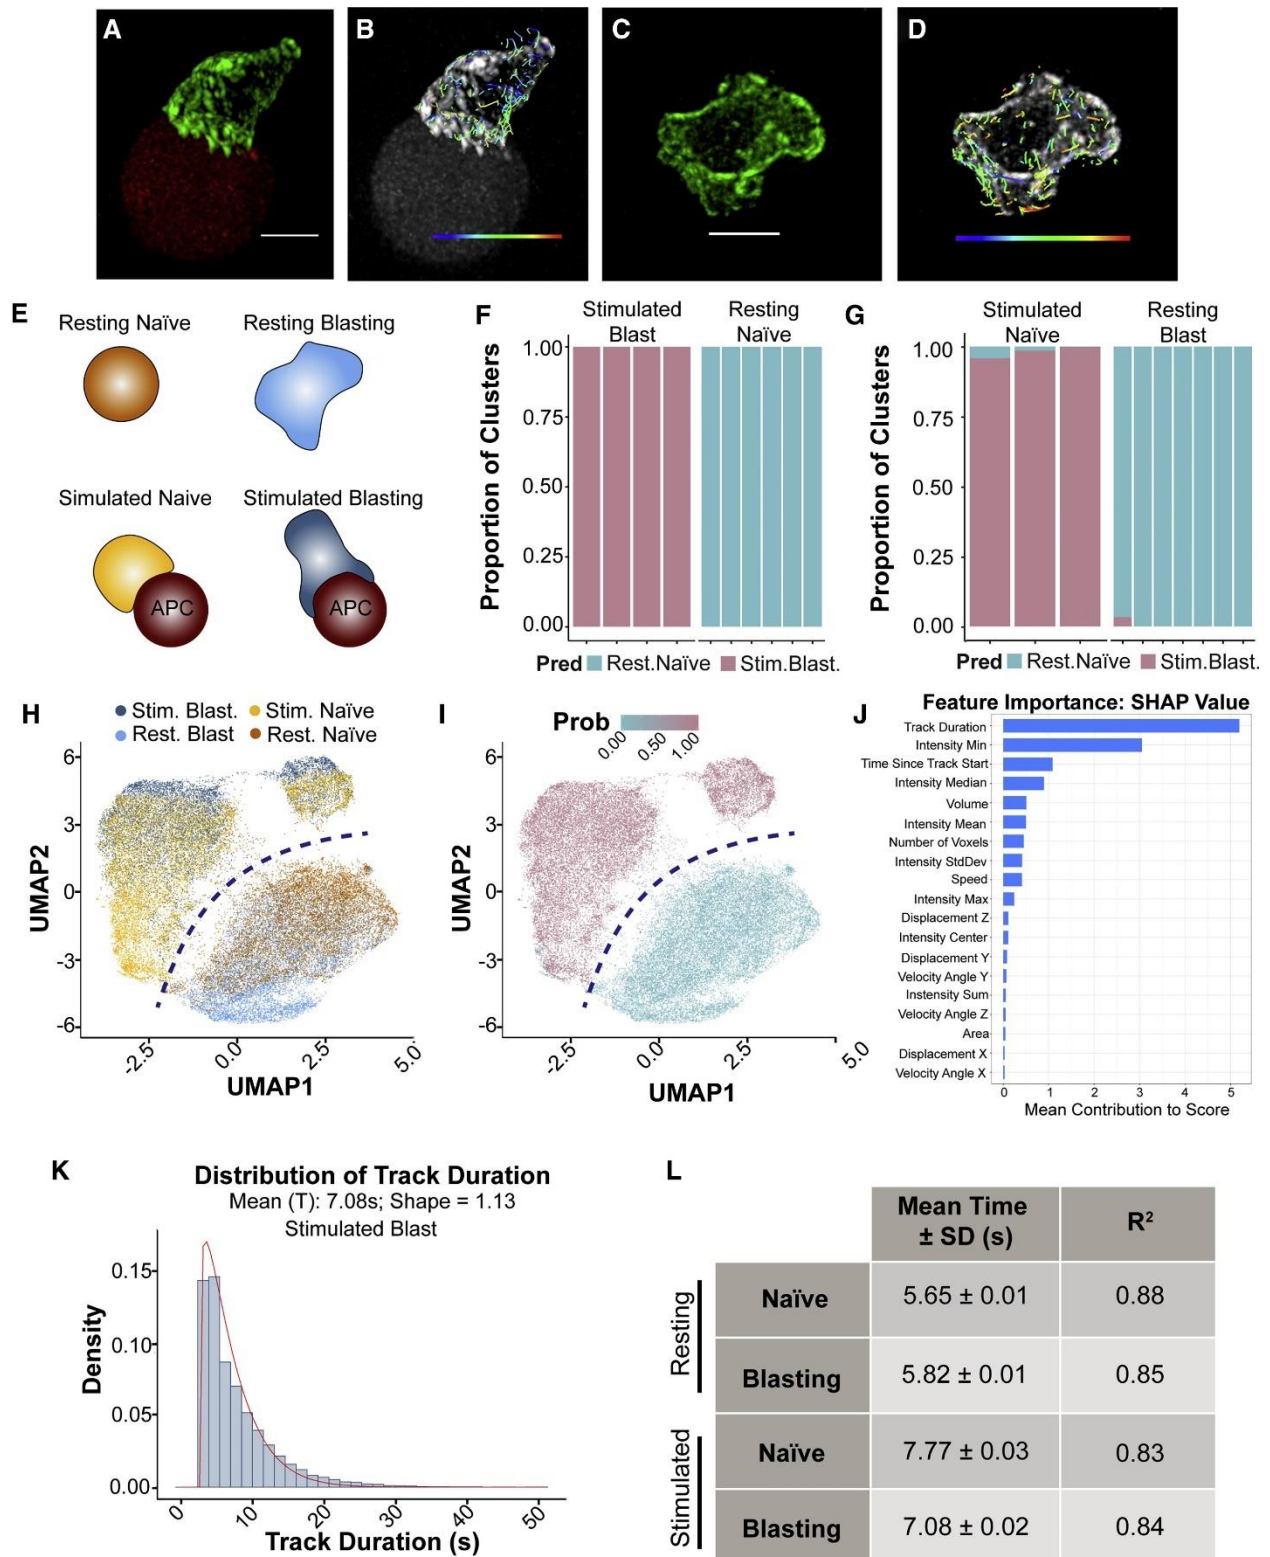 A
B
C
D
E
Resting Naïve
Resting Blasting
Simulated Naive
Stimulated Blasting
APC
APC
F
Stimulated
Blast
Resting
Naïve
Proportion of Clusters
1.00
0.75
0.50
0.25
0.00
Pred Rest.Naïve Stim.Blast.
G
Stimulated
Naïve
Resting
Blast
Proportion of Clusters
1.00
0.75
0.50
0.25
0.00
Pred Rest.Naïve Stim.Blast.
H
Stim. Blast. Stim. Naïve
Rest. Blast Rest. Naïve
UMAP2
6
3
0
-3
-6
-2.5 0.0 2.5 5.0
UMAP1
I
Prob
0.00 0.50 1.00
UMAP2
6
3
0
-3
-6
-2.5 0.0 2.5 5.0
UMAP1
J
Feature Importance: SHAP Value
Track Duration
Intensity Min
Time Since Track Start
Intensity Median
Volume
Intensity Mean
Number of Voxels
Intensity StdDev
Speed
Intensity Max
Displacement Z
Intensity Center
Displacement Y
Velocity Angle Y
Instensity Sum
Velocity Angle Z
Area
Displacement X
Velocity Angle X
0 1 2 3 4 5
Mean Contribution to Score
K
Distribution of Track Duration
Mean (T): 7.08s; Shape = 1.13
Stimulated Blast
Density
0.15
0.10
0.05
0.00
0 10 20 30 40 50
Track Duration (s)
L
Mean Time
± SD (s)
R²
Resting
Naïve 5.65 ± 0.01 0.88
Blasting 5.82 ± 0.01 0.85
Stimulated
Naïve 7.77 ± 0.03 0.83
Blasting 7.08 ± 0.02 0.84